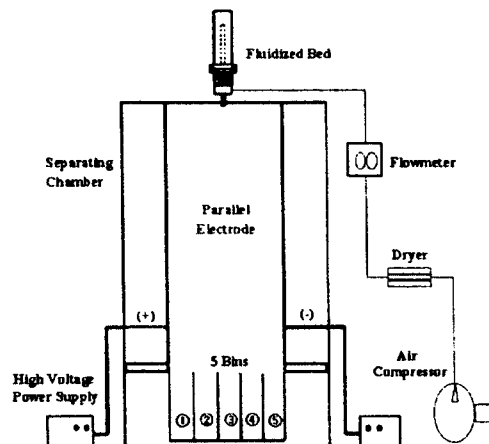 Fluidized Bed
Separating
Chamber
Flowmeter
Parallel
Electrode
Dryer
(+)
(-)
5 Bins
Air
Compressor
High Voltage
Power Supply
① ② ③ ④ ⑤